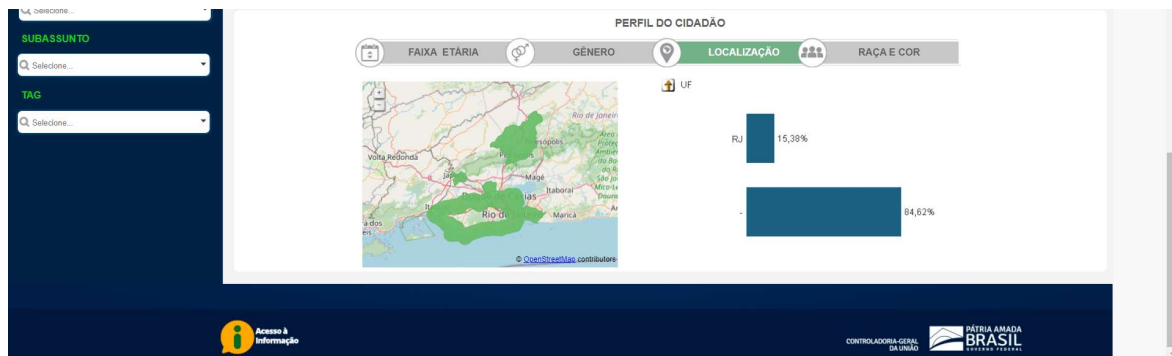 Selecione...
SUBASSUNTO
Selecione...
TAG
Selecione...
PERFIL DO CIDADÃO
FAIXA ETÁRIA
GÊNERO
LOCALIZAÇÃO
RAÇA E COR
UF
RJ 15,38%
- 84,62%
+
-
Rio de Janeir
Volta Redonda
Magé
Itaboraí
Maricá
© OpenStreetMap contributors
Acesso à
Informação
CONTROLADORIA-GERAL
DA UNIÃO
PÁTRIA AMADA
BRASIL
GOVERNO FEDERAL